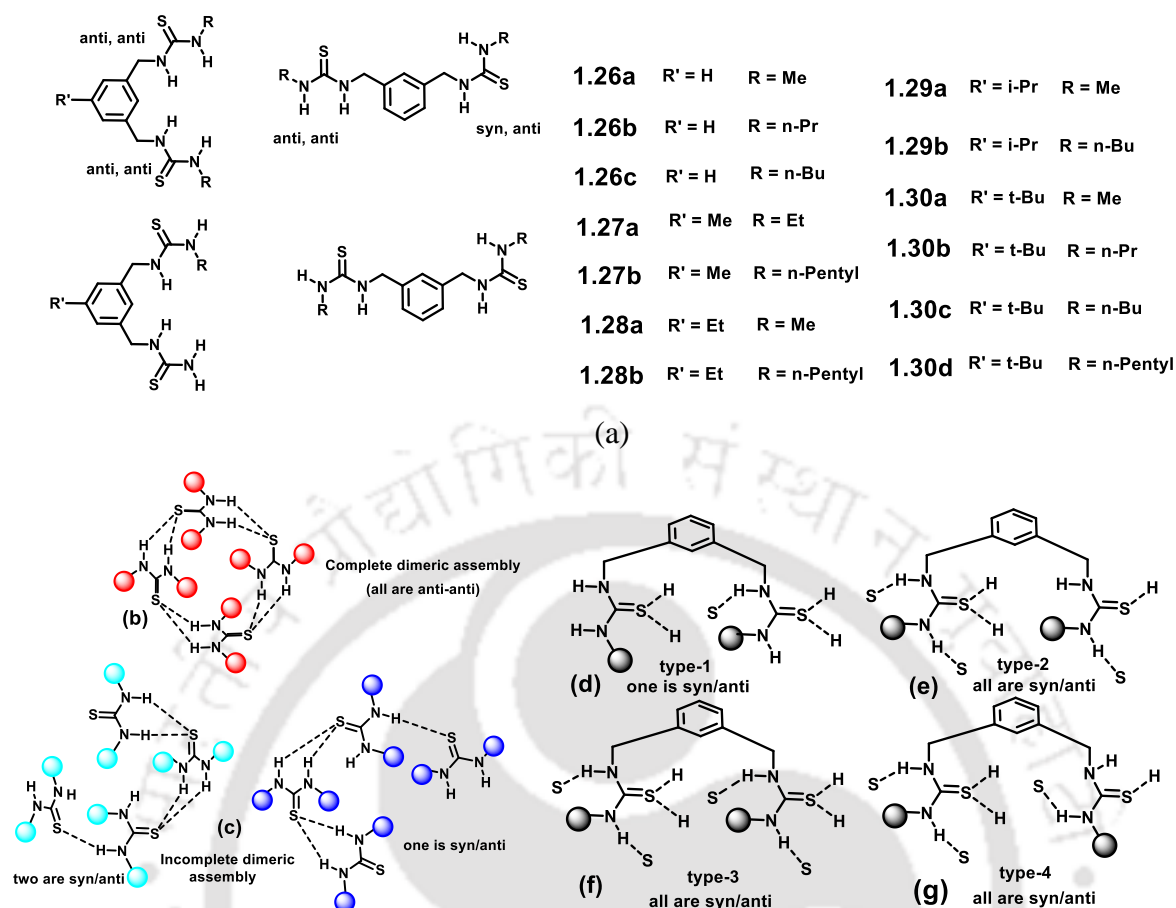 anti, anti
anti, anti
anti, anti
syn, anti
1.26a R' = H R = Me
1.26b R' = H R = n-Pr
1.26c R' = H R = n-Bu
1.27a R' = Me R = Et
1.27b R' = Me R = n-Pentyl
1.28a R' = Et R = Me
1.28b R' = Et R = n-Pentyl
1.29a R' = i-Pr R = Me
1.29b R' = i-Pr R = n-Bu
1.30a R' = t-Bu R = Me
1.30b R' = t-Bu R = n-Pr
1.30c R' = t-Bu R = n-Bu
1.30d R' = t-Bu R = n-Pentyl
(a)
Complete dimeric assembly
(all are anti-anti)
(b)
two are syn/anti
(c)
Incomplete dimeric
assembly
one is syn/anti
(d)
type-1
one is syn/anti
(e)
type-2
all are syn/anti
(f)
type-3
all are syn/anti
(g)
type-4
all are syn/anti